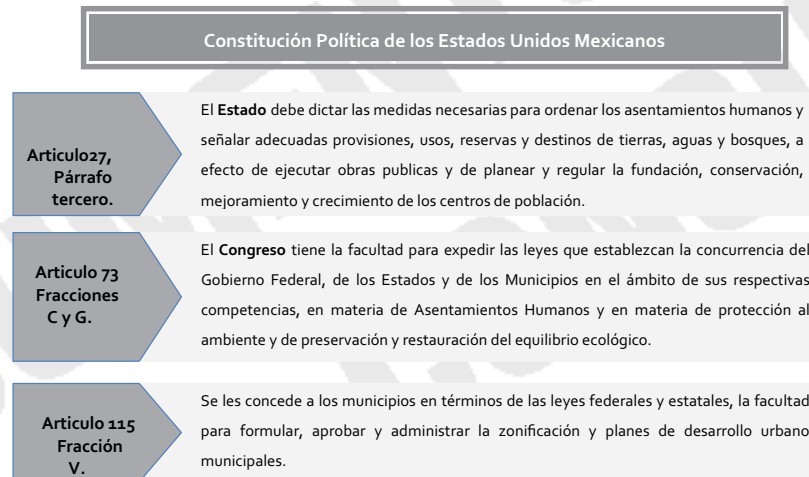 Constitución Política de los Estados Unidos Mexicanos
Articulo27,
Párrafo
tercero.
El Estado debe dictar las medidas necesarias para ordenar los asentamientos humanos y
señalar adecuadas provisiones, usos, reservas y destinos de tierras, aguas y bosques, a
efecto de ejecutar obras publicas y de planear y regular la fundación, conservación,
mejoramiento y crecimiento de los centros de población.
Articulo 73
Fracciones
C y G.
El Congreso tiene la facultad para expedir las leyes que establezcan la concurrencia del
Gobierno Federal, de los Estados y de los Municipios en el ámbito de sus respectivas
competencias, en materia de Asentamientos Humanos y en materia de protección al
ambiente y de preservación y restauración del equilibrio ecológico.
Articulo 115
Fracción
V.
Se les concede a los municipios en términos de las leyes federales y estatales, la facultad
para formular, aprobar y administrar la zonificación y planes de desarrollo urbano
municipales.